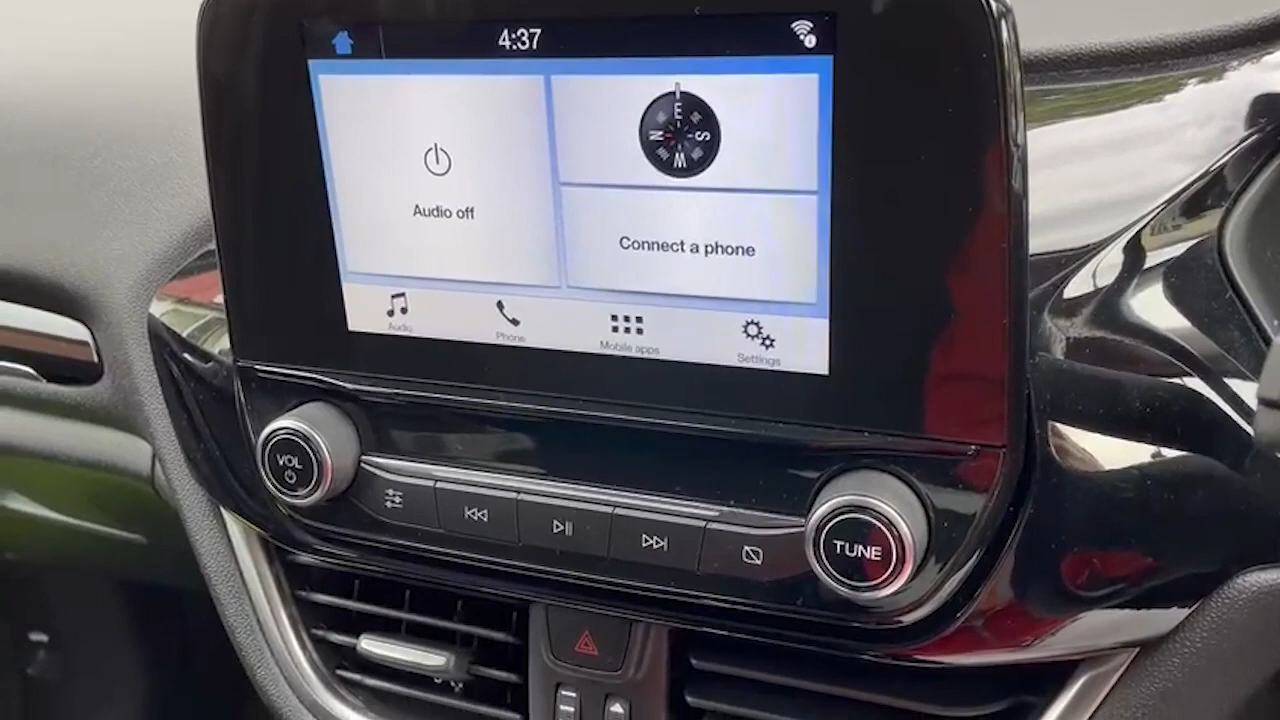 4:37
Audio off
E
N S
W
Connect a phone
Audio
Phone
Mobile apps
Settings
VOL
TUNE